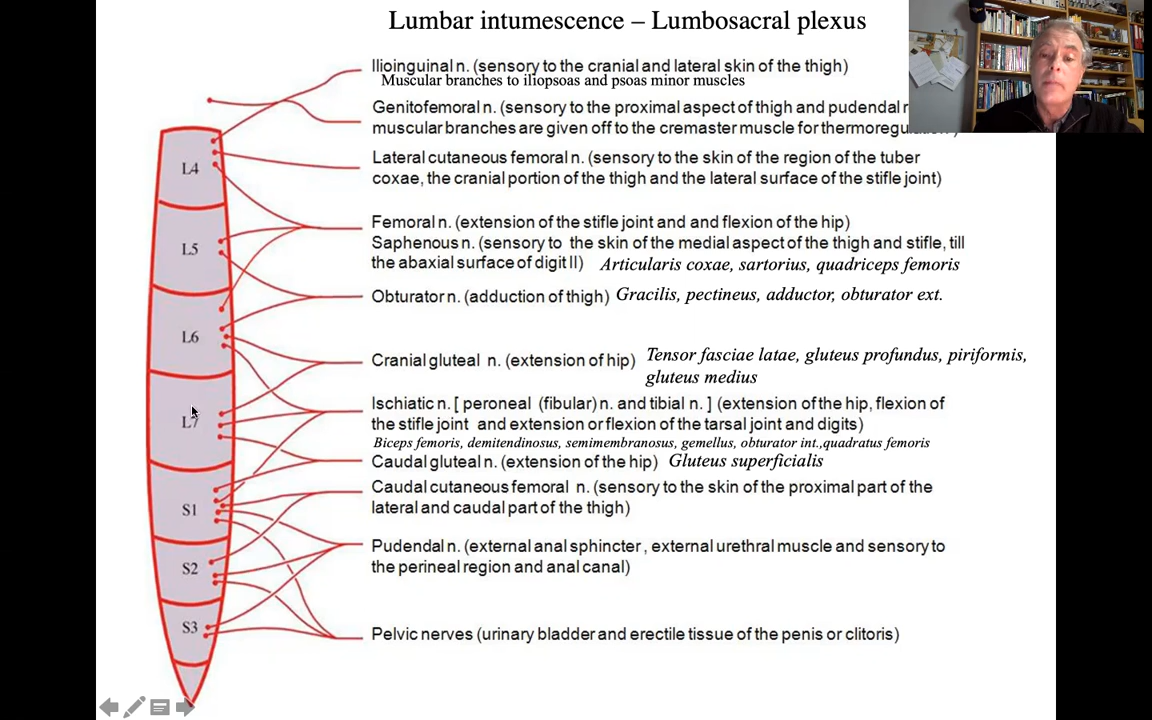 Lumbar intumescence – Lumbosacral plexus
Ilioinguinal n. (sensory to the cranial and lateral skin of the thigh)
Muscular branches to iliopsoas and psoas minor muscles
Genitofemoral n. (sensory to the proximal aspect of thigh and pudendal
muscular branches are given off to the cremaster muscle for
L4
Lateral cutaneous femoral n. (sensory to the skin of the region of the tuber
coxae, the cranial portion of the thigh and the lateral surface of the stifle joint)
Femoral n. (extension of the stifle joint and and flexion of the hip)
L5
Saphenous n. (sensory to the skin of the medial aspect of the thigh and stifle, till
the abaxial surface of digit II) Articularis coxae, sartorius, quadriceps femoris
Obturator n. (adduction of thigh) Gracilis, pectineus, adductor, obturator ext.
L6
Cranial gluteal n. (extension of hip) Tensor fasciae latae, gluteus profundus, piriformis,
gluteus medius
Ischiatic n. [ peroneal (fibular) n. and tibial n. ] (extension of the hip, flexion of
L7
the stifle joint and extension or flexion of the tarsal joint and digits)
Biceps femoris, demitendinosus, semimembranosus, gemellus, obturator int.,quadratus femoris
Caudal gluteal n. (extension of the hip) Gluteus superficialis
Caudal cutaneous femoral n. (sensory to the skin of the proximal part of the
lateral and caudal part of the thigh)
S1
Pudendal n. (external anal sphincter , external urethral muscle and sensory to
the perineal region and anal canal)
S2
S3
Pelvic nerves (urinary bladder and erectile tissue of the penis or clitoris)